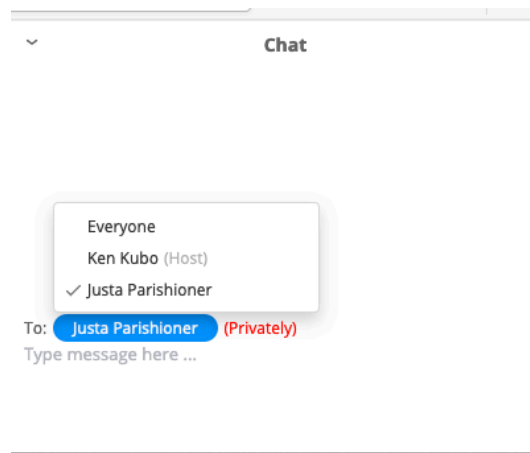 Chat
Everyone
Ken Kubo (Host)
Justa Parishioner
To: Justa Parishioner (Privately)
Type message here ...